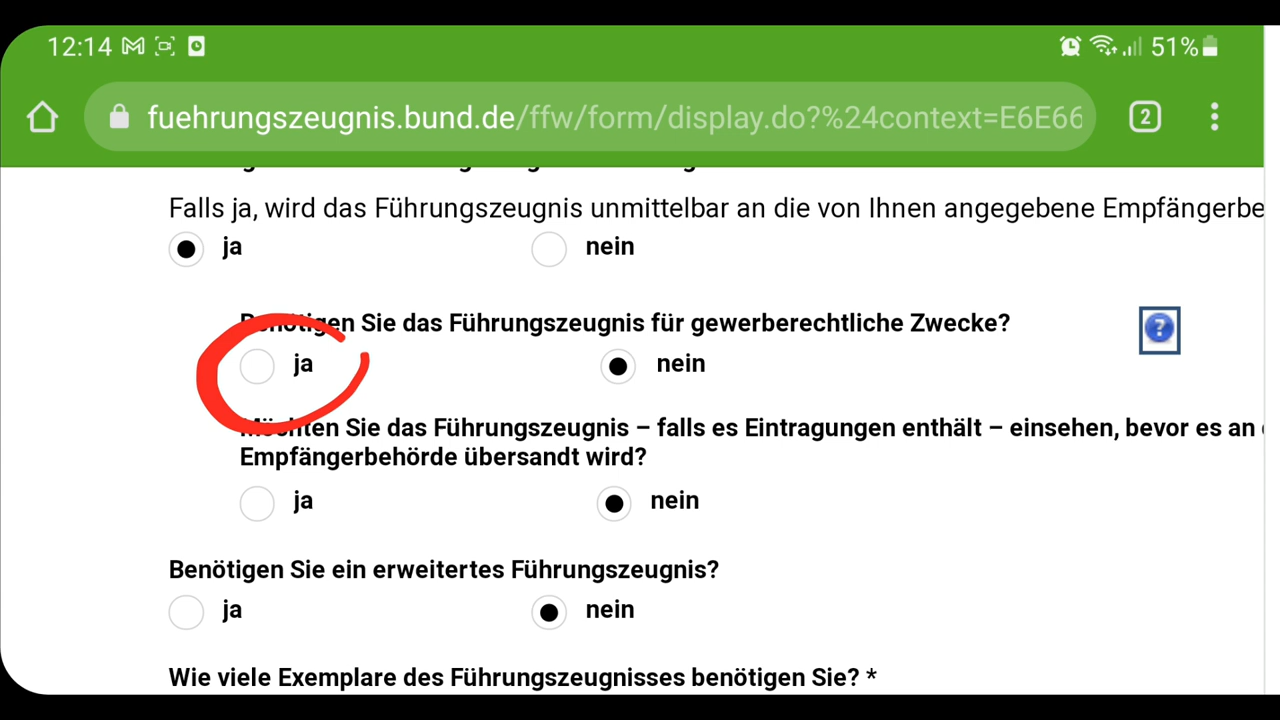 12:14
51%
fuehrungszeugnis.bund.de/ffw/form/display.do?%24context=E6E66
2
Falls ja, wird das Führungszeugnis unmittelbar an die von Ihnen angegebene Empfängerbe
ja nein
Benötigen Sie das Führungszeugnis für gewerberechtliche Zwecke?
?
ja nein
Möchten Sie das Führungszeugnis – falls es Eintragungen enthält – einsehen, bevor es an
Empfängerbehörde übersandt wird?
ja nein
Benötigen Sie ein erweitertes Führungszeugnis?
ja nein
Wie viele Exemplare des Führungszeugnisses benötigen Sie? *